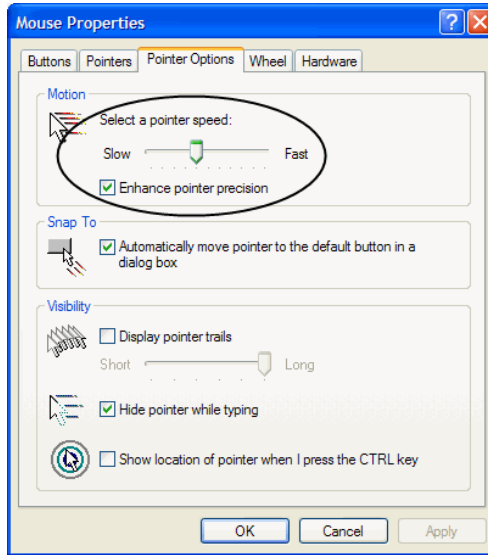 Mouse Properties
Buttons Pointers Pointer Options Wheel Hardware
Motion
Select a pointer speed:
Slow Fast
Enhance pointer precision
Snap To
Automatically move pointer to the default button in a
dialog box
Visibility
Display pointer trails
Short Long
Hide pointer while typing
Show location of pointer when I press the CTRL key
OK Cancel Apply